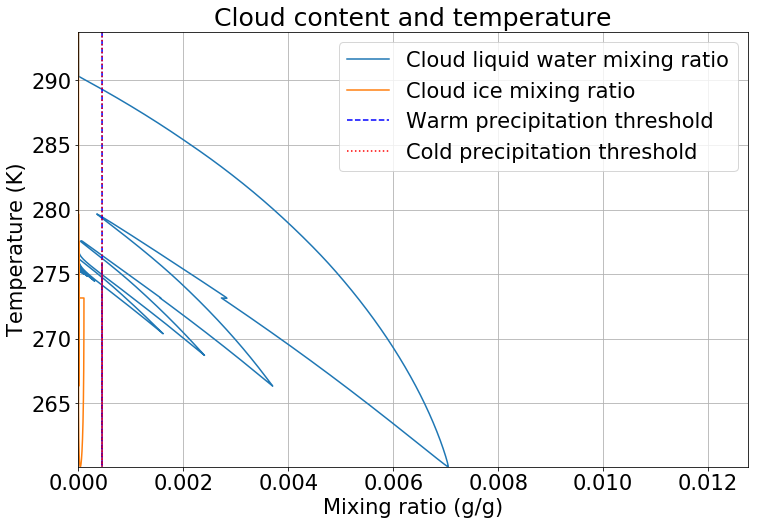 Cloud content and temperature
Cloud liquid water mixing ratio
Cloud ice mixing ratio
Warm precipitation threshold
Cold precipitation threshold
Temperature (K)
290
285
280
275
270
265
0.000 0.002 0.004 0.006 0.008 0.010 0.012
Mixing ratio (g/g)